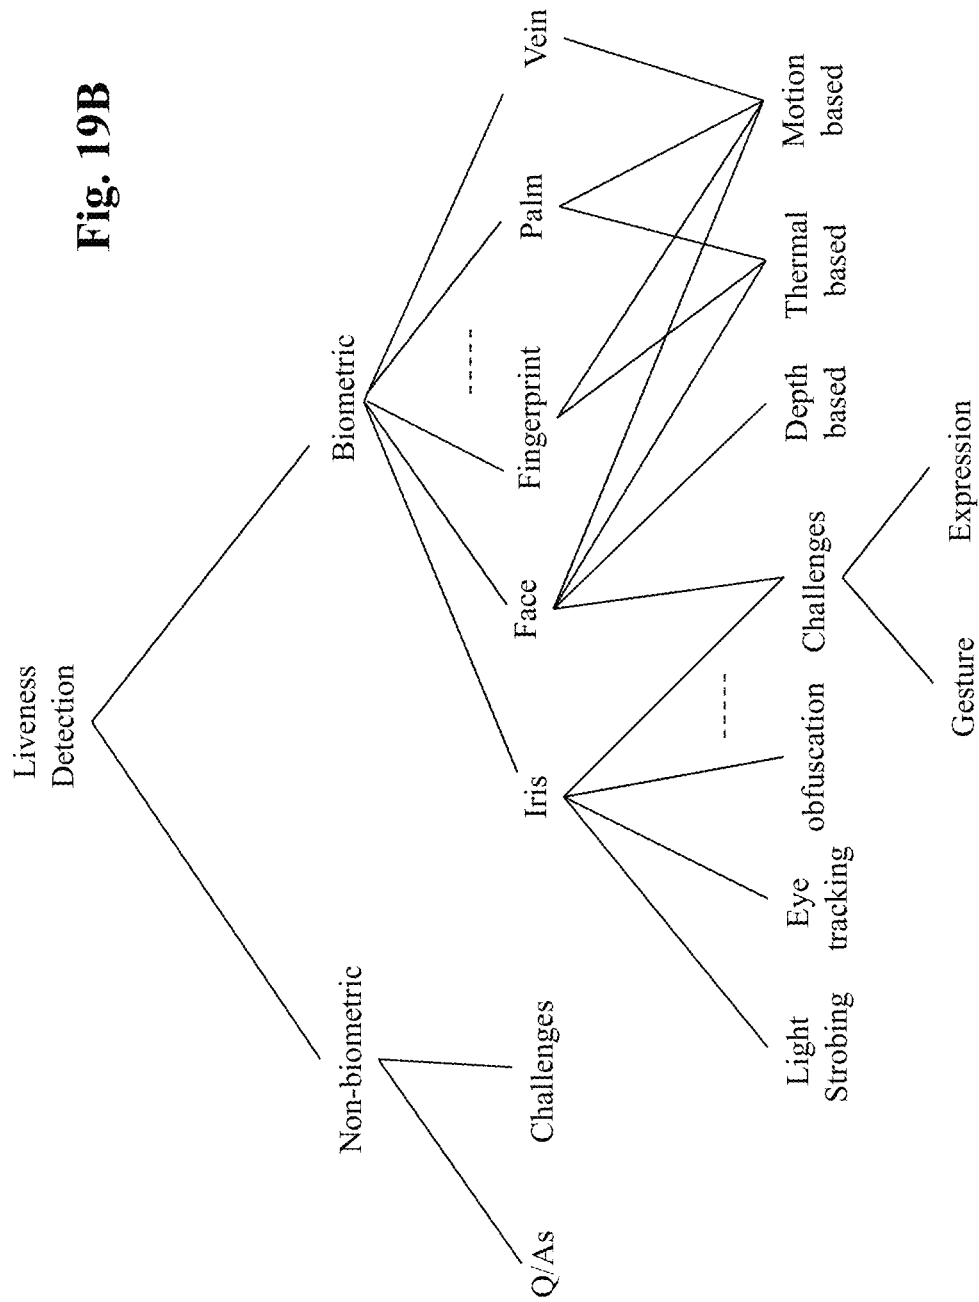 Fig. 19B
Liveness
Detection
Non-biometric
Biometric
Q/As
Challenges
Iris
Face
Fingerprint
Palm
Vein
Light
Strobing
Eye
tracking
obfuscation
Challenges
Depth
based
Thermal
based
Motion
based
Gesture
Expression